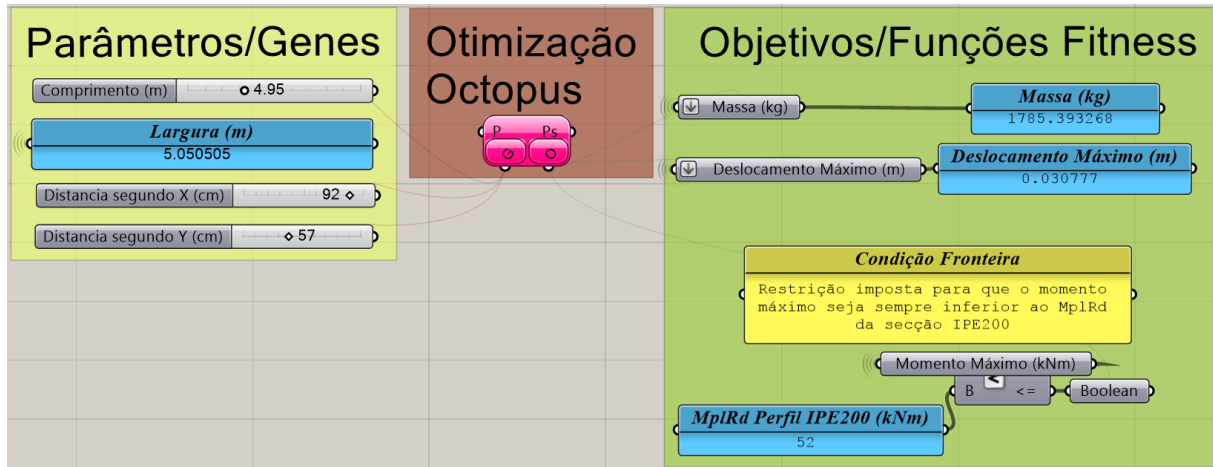 Parâmetros/Genes
Comprimento (m) 4.95
Largura (m)
5.050505
Distancia segundo X (cm) 92
Distancia segundo Y (cm) 57
Otimização
Octopus
P Ps
G O
Objetivos/Funções Fitness
Massa (kg)
Massa (kg)
1785.393268
Deslocamento Máximo (m)
Deslocamento Máximo (m)
0.030777
Condição Fronteira
Restrição imposta para que o momento
máximo seja sempre inferior ao MplRd
da secção IPE200
Momento Máximo (kNm)
<
B <= Boolean
MplRd Perfil IPE200 (kNm)
52